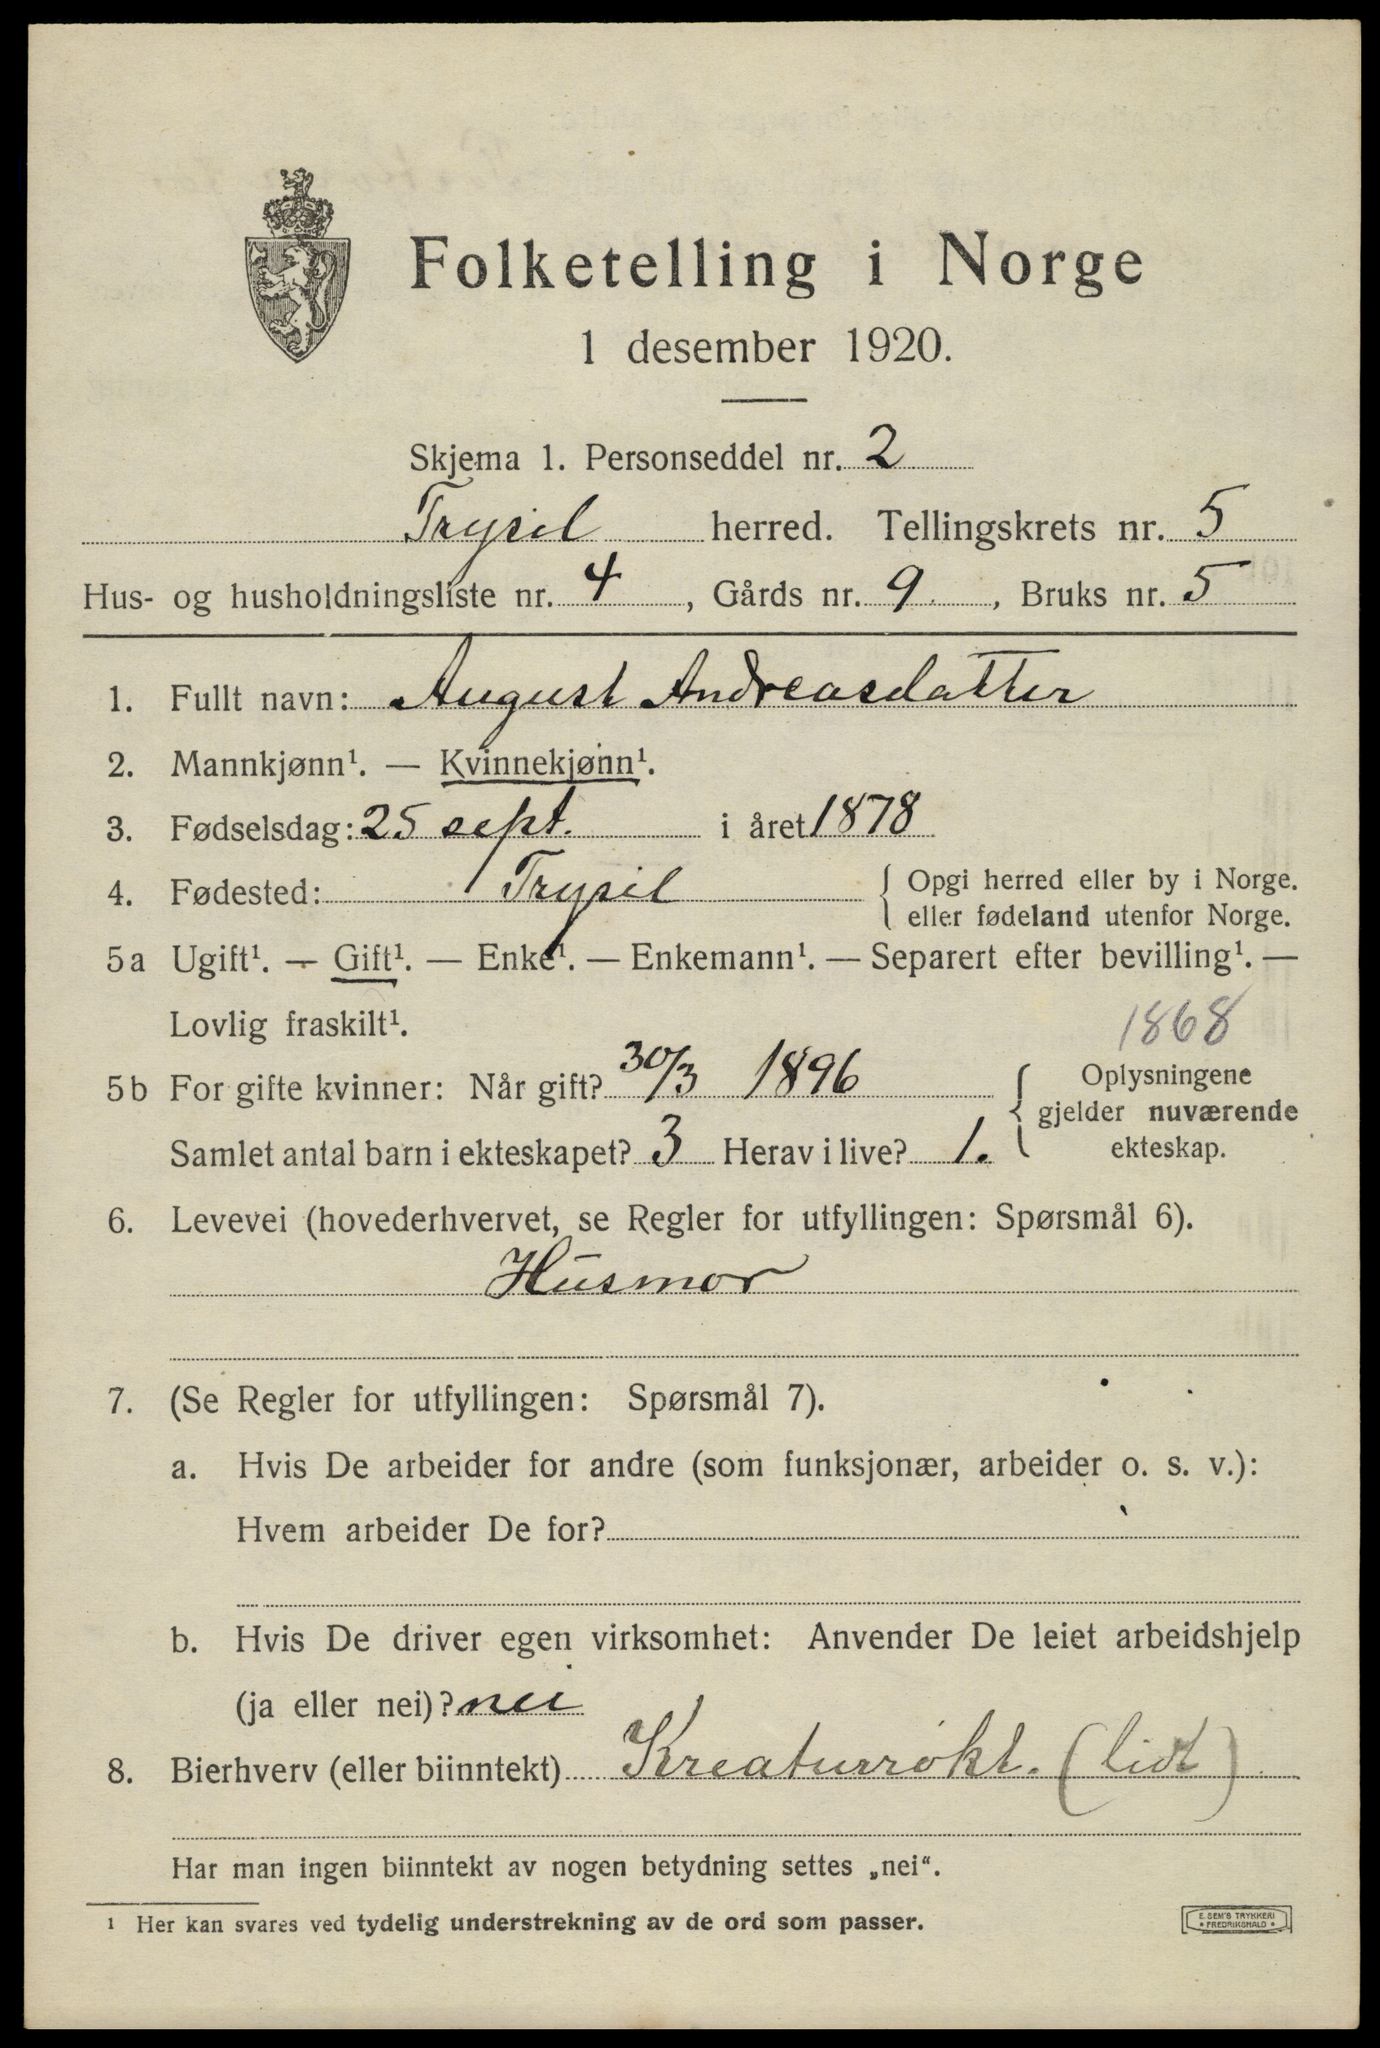 Folketelling i Norge
1 desember 1920.
Skjema 1. Personseddel nr. 2
Trysil herred. Tellingskrets nr. 5
Hus- og husholdningsliste nr. 4, Gårds nr. 9, Bruks nr. 5
1. Fullt navn: August Andreasdatter
2. Mannkjønn¹. — Kvinnekjønn¹.
3. Fødselsdag: 25 sept. i året 1878
4. Fødested: Trysil { Opgi herred eller by i Norge.
eller fødeland utenfor Norge.
5a Ugift¹. — Gift¹. — Enke¹. — Enkemann¹. — Separert efter bevilling¹. —
Lovlig fraskilt¹.
1868
5b For gifte kvinner: Når gift? 30/3 1896 { Oplysningene
gjelder nuværende
ekteskap.
Samlet antal barn i ekteskapet? 3 Herav i live? 1.
6. Levevei (hovederhvervet, se Regler for utfyllingen: Spørsmål 6).
Husmor
7. (Se Regler for utfyllingen: Spørsmål 7).
a. Hvis De arbeider for andre (som funksjonær, arbeider o. s. v.):
Hvem arbeider De for?
b. Hvis De driver egen virksomhet: Anvender De leiet arbeidshjelp
(ja eller nei)? nei
8. Bierhverv (eller biinntekt) Kreaturrøkt. (lidt)
Har man ingen biinntekt av nogen betydning settes „nei“.
¹ Her kan svares ved tydelig understrekning av de ord som passer.
E. SEM'S TRYKKERI
* FREDRIKSHALD *